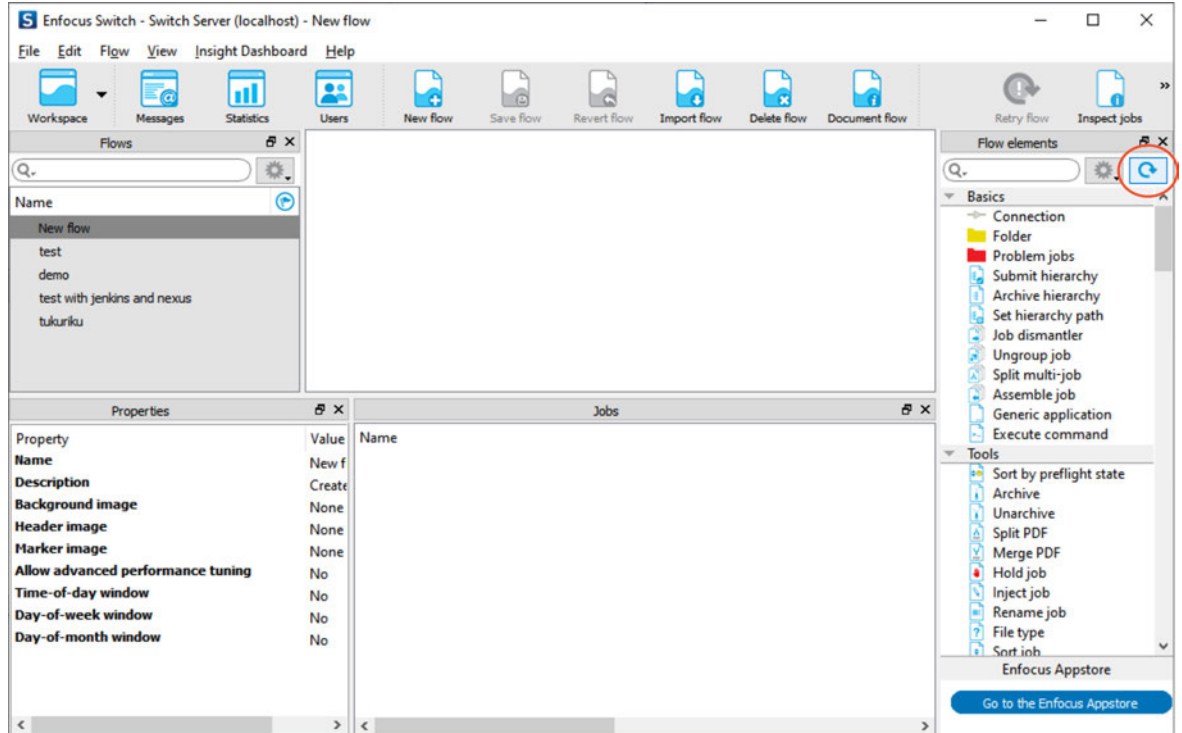 Enfocus Switch - Switch Server (localhost) - New flow
File Edit Flow View Insight Dashboard Help
Workspace Messages Statistics Users New flow Save flow Revert flow Import flow Delete flow Document flow Retry flow Inspect jobs »
Flows
Name
New flow
test
demo
test with jenkins and nexus
tukuriku
Properties
Property Value
Name New f
Description Create
Background image None
Header image None
Marker image None
Allow advanced performance tuning No
Time-of-day window No
Day-of-week window No
Day-of-month window No
Jobs
Name
Flow elements
Basics
Connection
Folder
Problem jobs
Submit hierarchy
Archive hierarchy
Set hierarchy path
Job dismantler
Ungroup job
Split multi-job
Assemble job
Generic application
Execute command
Tools
Sort by preflight state
Archive
Unarchive
Split PDF
Merge PDF
Hold job
Inject job
Rename job
File type
Sort job
Enfocus Appstore
Go to the Enfocus Appstore